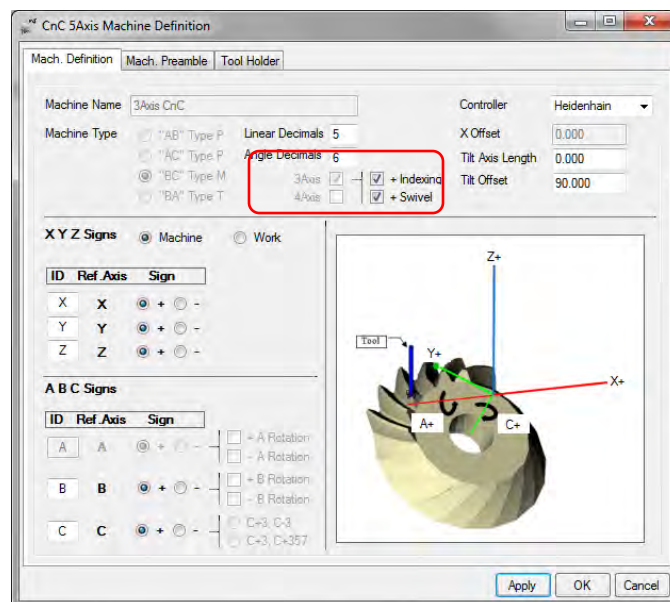 CnC 5Axis Machine Definition
Mach. Definition Mach. Preamble Tool Holder
Machine Name 3Axis CnC Controller Heidenhain
Machine Type "AB" Type P Linear Decimals 5 X Offset 0.000
"AC" Type P Angle Decimals 6 Tilt Axis Length 0.000
"BC" Type M 3Axis + Indexing Tilt Offset 90.000
"BA" Type T 4Axis + Swivel
X Y Z Signs Machine Work
ID Ref.Axis Sign
X X + -
Y Y + -
Z Z + -
A B C Signs
ID Ref.Axis Sign
A A + - + A Rotation
- A Rotation
B B + - + B Rotation
- B Rotation
C C + - C+3, C-3
C+3, C+357
Z+
Tool
Y+
X+
A+ C+
Apply OK Cancel